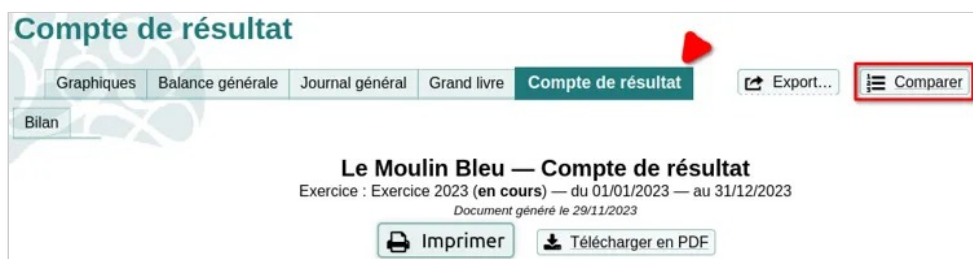 Compte de résultat
Graphiques Balance générale Journal général Grand livre Compte de résultat Export... Comparer
Bilan
Le Moulin Bleu — Compte de résultat
Exercice : Exercice 2023 (en cours) — du 01/01/2023 — au 31/12/2023
Document généré le 29/11/2023
Imprimer Télécharger en PDF